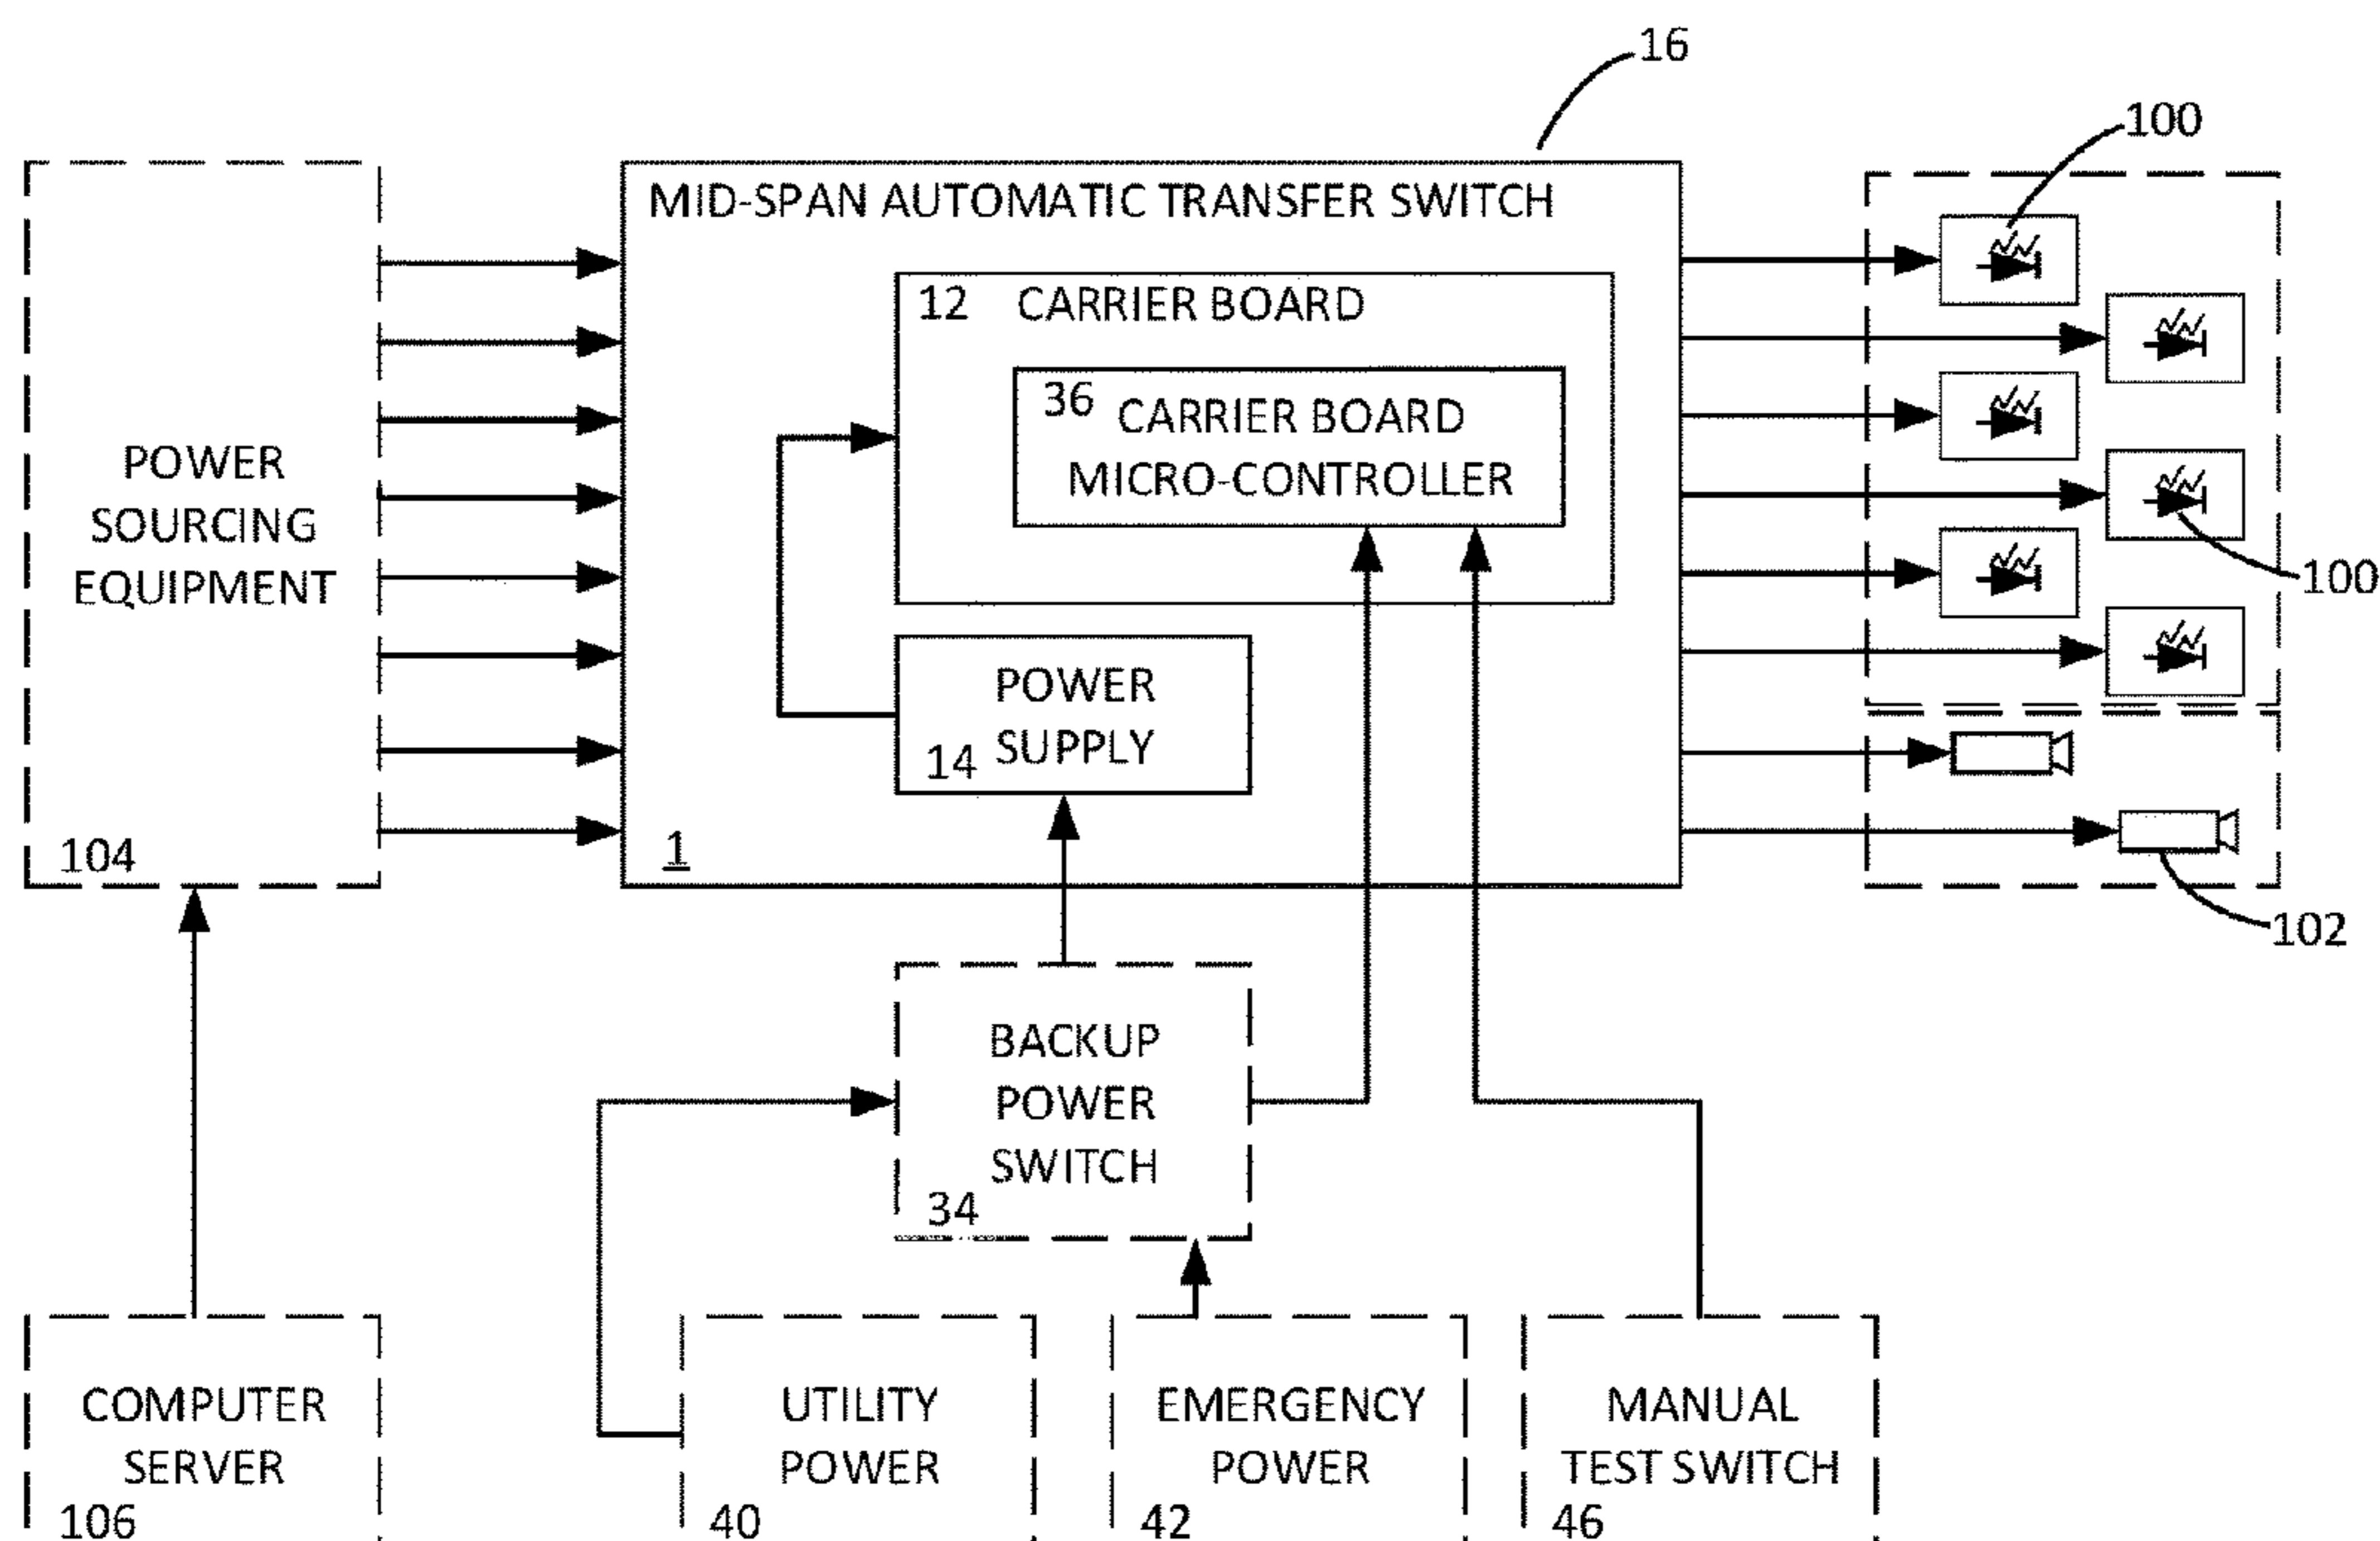 16
100
MID-SPAN AUTOMATIC TRANSFER SWITCH
12 CARRIER BOARD
36 CARRIER BOARD
MICRO-CONTROLLER
POWER
SOURCING
EQUIPMENT
104
100
POWER
SUPPLY
14
1
102
BACKUP
POWER
SWITCH
34
COMPUTER
SERVER
106
UTILITY
POWER
40
EMERGENCY
POWER
42
MANUAL
TEST SWITCH
46